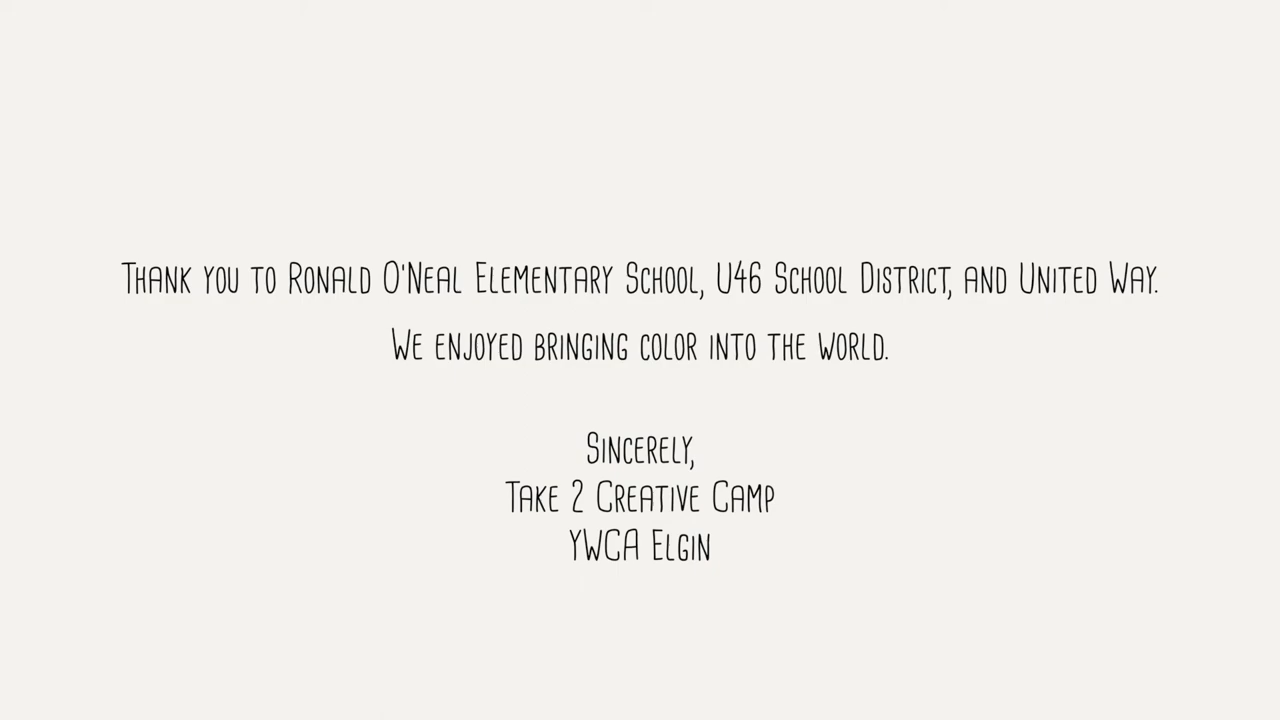 Thank you to Ronald O'Neal Elementary School, U46 School District, and United Way.
We enjoyed bringing color into the world.
Sincerely,
Take 2 Creative Camp
YWCA Elgin